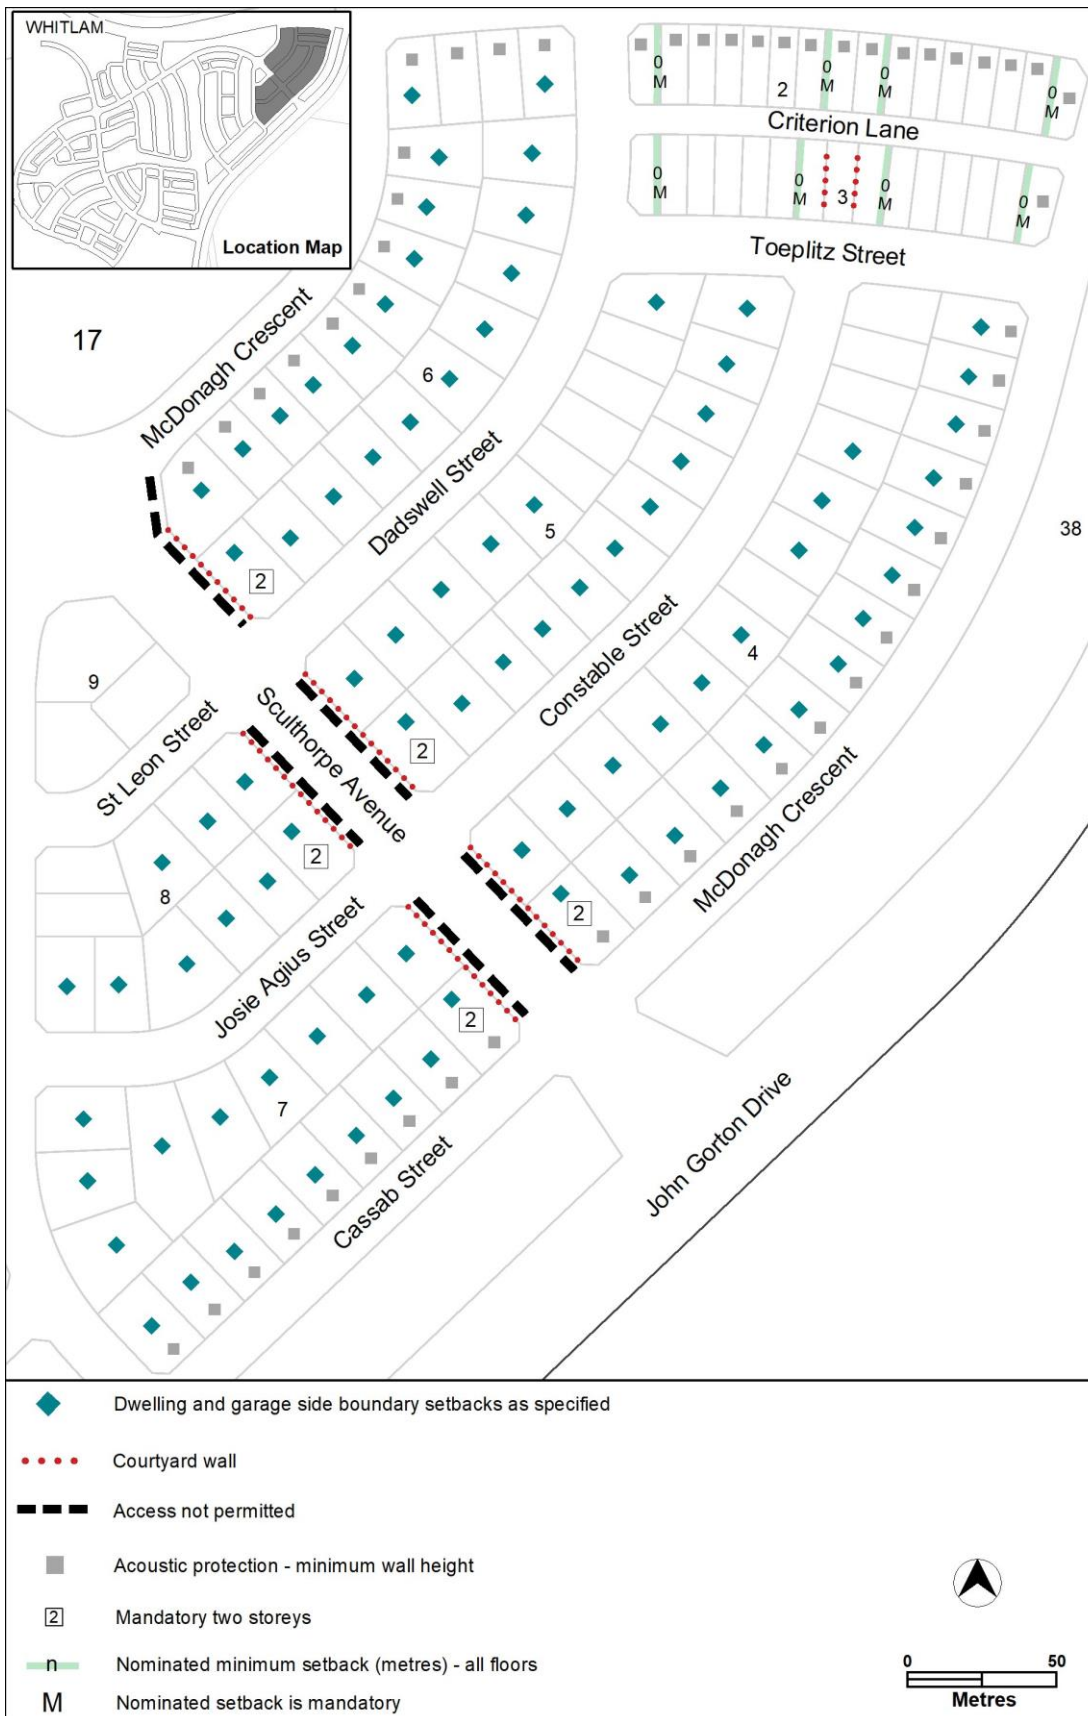 WHITLAM
Location Map
0 M
0 M
0 M
0 M
2
Criterion Lane
0 M
0 M
0 M
0 M
3
Toeplitz Street
17
McDonagh Crescent
6
Dadswell Street
5
38
2
Constable Street
4
9
St Leon Street
Sculthorpe Avenue
2
2
8
McDonagh Crescent
2
Josie Agius Street
2
7
Cassab Street
John Gorton Drive
Dwelling and garage side boundary setbacks as specified
Courtyard wall
Access not permitted
Acoustic protection - minimum wall height
2 Mandatory two storeys
n Nominated minimum setback (metres) - all floors
M Nominated setback is mandatory
0 50
Metres